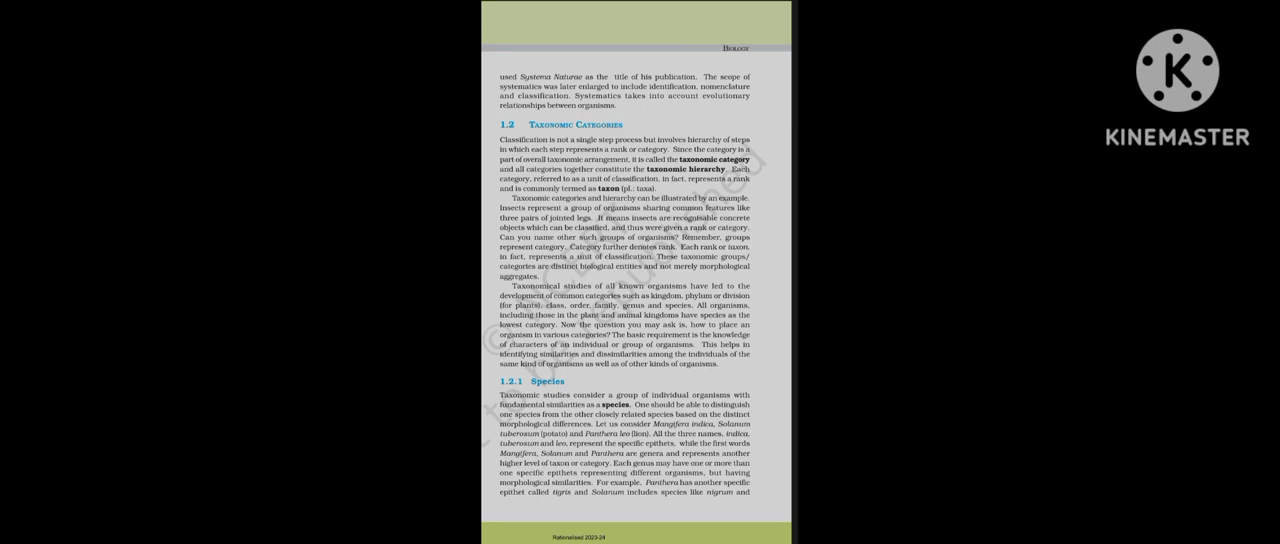 BIOLOGY
KINEMASTER
used Systema Naturae as the title of his publication. The scope of
systematics was later enlarged to include identification, nomenclature
and classification. Systematics takes into account evolutionary
relationships between organisms.
1.2 TAXONOMIC CATEGORIES
Classification is not a single step process but involves hierarchy of steps
in which each step represents a rank or category. Since the category is a
part of overall taxonomic arrangement, it is called the taxonomic category
and all categories together constitute the taxonomic hierarchy. Each
category, referred to as a unit of classification, in fact, represents a rank
and is commonly termed as taxon (pl.: taxa).
Taxonomic categories and hierarchy can be illustrated by an example.
Insects represent a group of organisms sharing common features like
three pairs of jointed legs. It means insects are recognisable concrete
objects which can be classified, and thus were given a rank or category.
Can you name other such groups of organisms? Remember, groups
represent category. Category further denotes rank. Each rank or taxon,
in fact, represents a unit of classification. These taxonomic groups/
categories are distinct biological entities and not merely morphological
aggregates.
Taxonomical studies of all known organisms have led to the
development of common categories such as kingdom, phylum or division
(for plants), class, order, family, genus and species. All organisms,
including those in the plant and animal kingdoms have species as the
lowest category. Now the question you may ask is, how to place an
organism in various categories? The basic requirement is the knowledge
of characters of an individual or group of organisms. This helps in
identifying similarities and dissimilarities among the individuals of the
same kind of organisms as well as of other kinds of organisms.
1.2.1 Species
Taxonomic studies consider a group of individual organisms with
fundamental similarities as a species. One should be able to distinguish
one species from the other closely related species based on the distinct
morphological differences. Let us consider Mangifera indica, Solanum
tuberosum (potato) and Panthera leo (lion). All the three names, indica,
tuberosum and leo, represent the specific epithets, while the first words
Mangifera, Solanum and Panthera are genera and represents another
higher level of taxon or category. Each genus may have one or more than
one specific epithets representing different organisms, but having
morphological similarities. For example, Panthera has another specific
epithet called tigris and Solanum includes species like nigrum and
Rationalised 2023-24